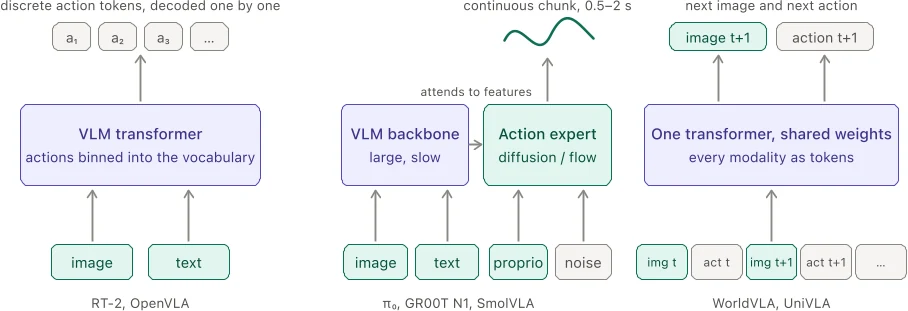 discrete action tokens, decoded one by one
a₁
a₂
a₃
...
VLM transformer
actions binned into the vocabulary
image
text
RT-2, OpenVLA
continuous chunk, 0.5–2 s
attends to features
VLM backbone
large, slow
Action expert
diffusion / flow
image
text
proprio
noise
π₀, GR00T N1, SmolVLA
next image and next action
image t+1
action t+1
One transformer, shared weights
every modality as tokens
img t
act t
img t+1
act t+1
...
WorldVLA, UniVLA